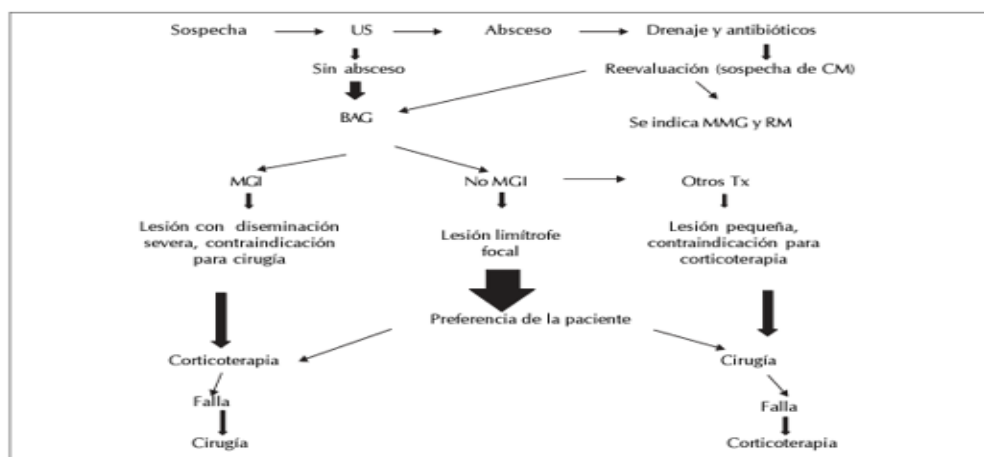 Sospecha US Absceso Drenaje y antibióticos
Sin absceso Reevaluación (sospecha de CM)
BAG Se indica MMG y RM
MGI No MGI Otros Tx
Lesión con diseminación
severa, contraindicación
para cirugía
Lesión limítrofe
focal
Lesión pequeña,
contraindicación para
corticoterapia
Preferencia de la paciente
Corticoterapia Cirugía
Falla Falla
Cirugía Corticoterapia